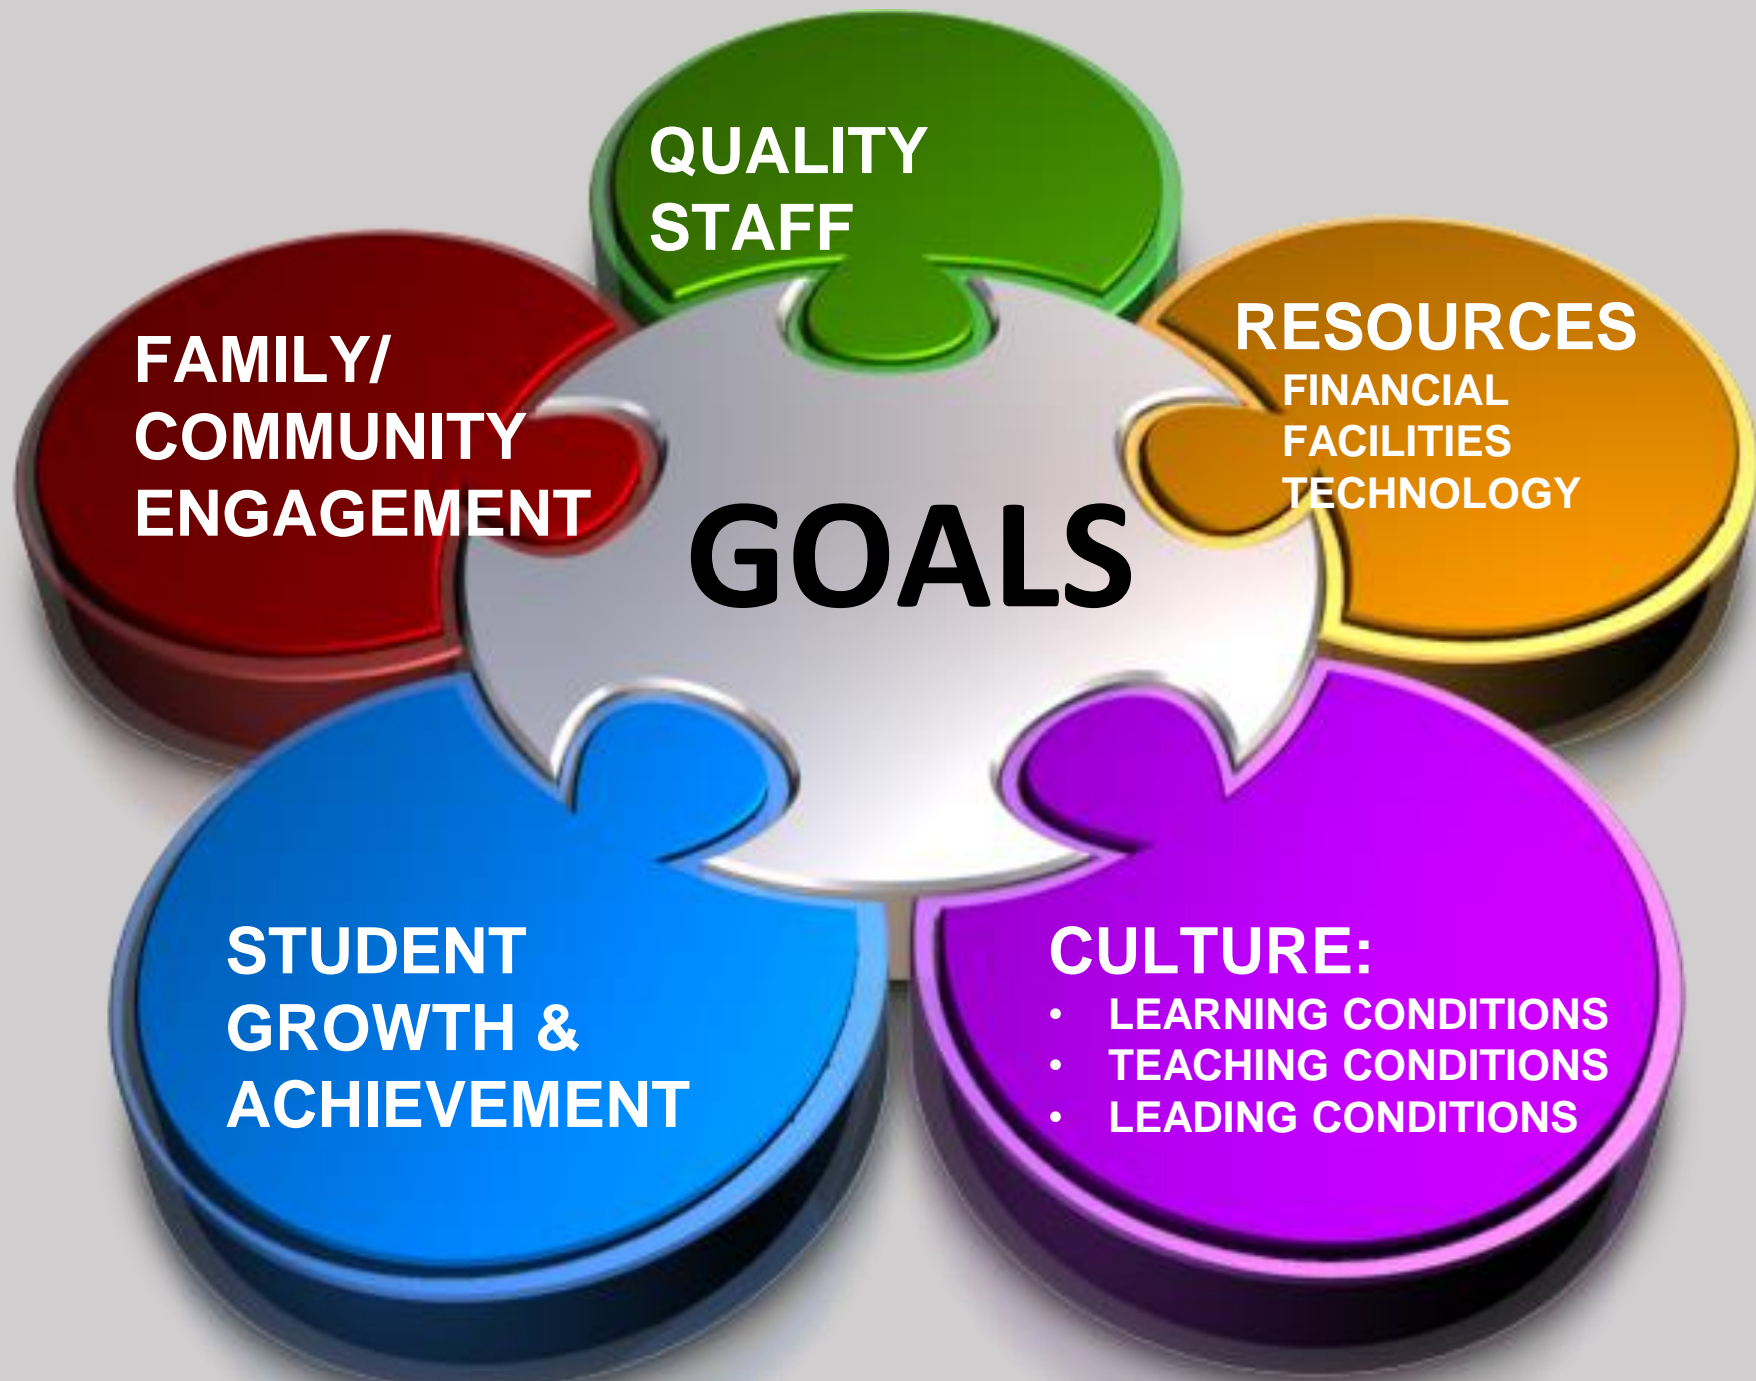 QUALITY
STAFF
FAMILY/
COMMUNITY
ENGAGEMENT
RESOURCES
FINANCIAL
FACILITIES
TECHNOLOGY
GOALS
STUDENT
GROWTH &
ACHIEVEMENT
CULTURE:
• LEARNING CONDITIONS
• TEACHING CONDITIONS
• LEADING CONDITIONS